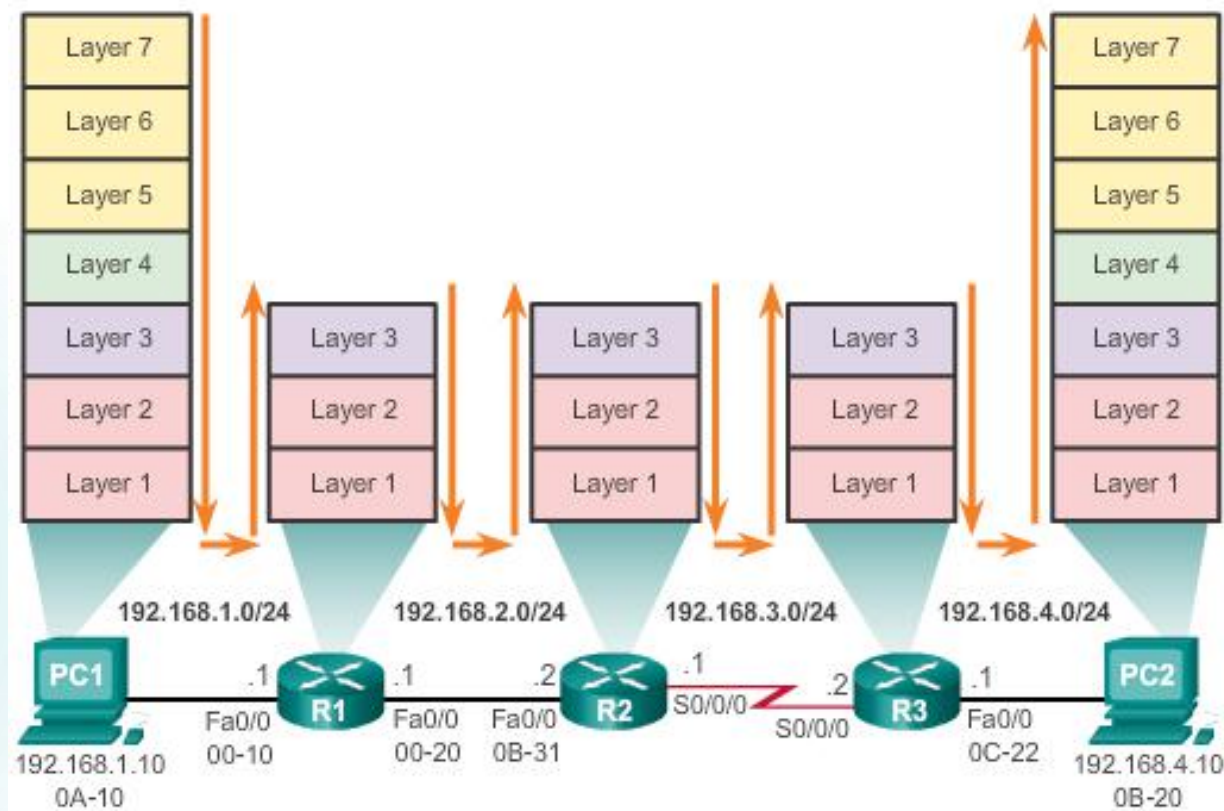 Layer 7
Layer 6
Layer 5
Layer 4
Layer 3
Layer 2
Layer 1
Layer 3
Layer 2
Layer 1
Layer 3
Layer 2
Layer 1
Layer 3
Layer 2
Layer 1
Layer 7
Layer 6
Layer 5
Layer 4
Layer 3
Layer 2
Layer 1
192.168.1.0/24
192.168.2.0/24
192.168.3.0/24
192.168.4.0/24
PC1
192.168.1.10
0A-10
.1
Fa0/0
00-10
R1
.1
Fa0/0
00-20
.2
Fa0/0
0B-31
R2
.1
S0/0/0
.2
S0/0/0
R3
.1
Fa0/0
0C-22
PC2
192.168.4.10
0B-20